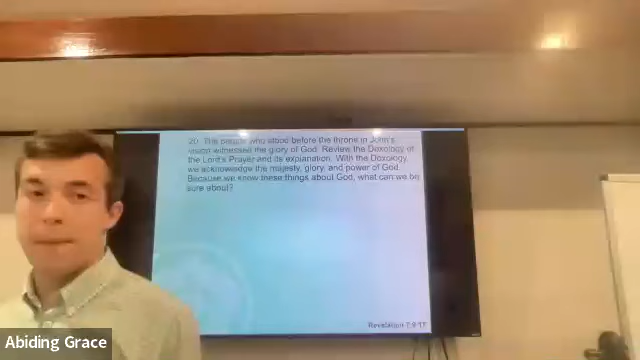 20. The people who stood before the throne in John's
vision witnessed the glory of God. Review the Doxology of
the Lord's Prayer and its explanation. With the Doxology,
we acknowledge the majesty, glory, and power of God.
Because we know these things about God, what can we be
sure about?
Revelation 7:9-17
Abiding Grace